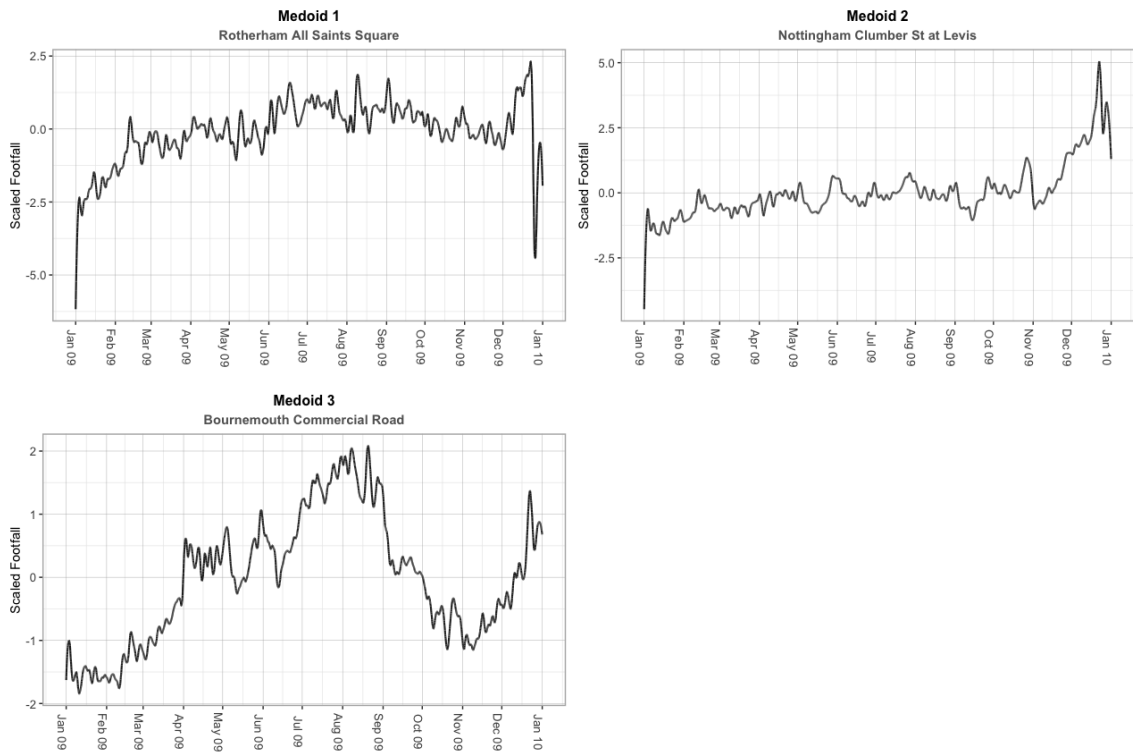 Medoid 1
Rotherham All Saints Square
Scaled Footfall
2.5
0.0
-2.5
-5.0
Jan 09
Feb 09
Mar 09
Apr 09
May 09
Jun 09
Jul 09
Aug 09
Sep 09
Oct 09
Nov 09
Dec 09
Jan 10
Medoid 2
Nottingham Clumber St at Levis
Scaled Footfall
5.0
2.5
0.0
-2.5
Jan 09
Feb 09
Mar 09
Apr 09
May 09
Jun 09
Jul 09
Aug 09
Sep 09
Oct 09
Nov 09
Dec 09
Jan 10
Medoid 3
Bournemouth Commercial Road
Scaled Footfall
2
1
0
-1
-2
Jan 09
Feb 09
Mar 09
Apr 09
May 09
Jun 09
Jul 09
Aug 09
Sep 09
Oct 09
Nov 09
Dec 09
Jan 10